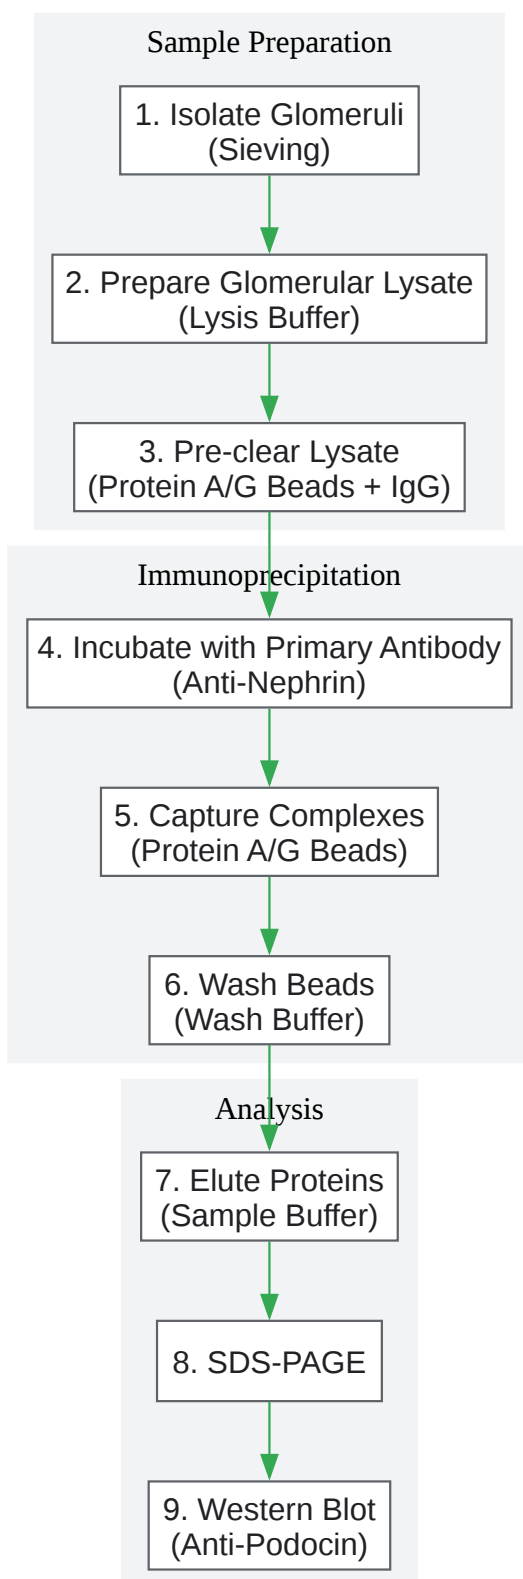 Sample Preparation
1. Isolate Glomeruli
(Sieving)
2. Prepare Glomerular Lysate
(Lysis Buffer)
3. Pre-clear Lysate
(Protein A/G Beads + IgG)
Immunoprecipitation
4. Incubate with Primary Antibody
(Anti-Nephrin)
5. Capture Complexes
(Protein A/G Beads)
6. Wash Beads
(Wash Buffer)
Analysis
7. Elute Proteins
(Sample Buffer)
8. SDS-PAGE
9. Western Blot
(Anti-Podocin)